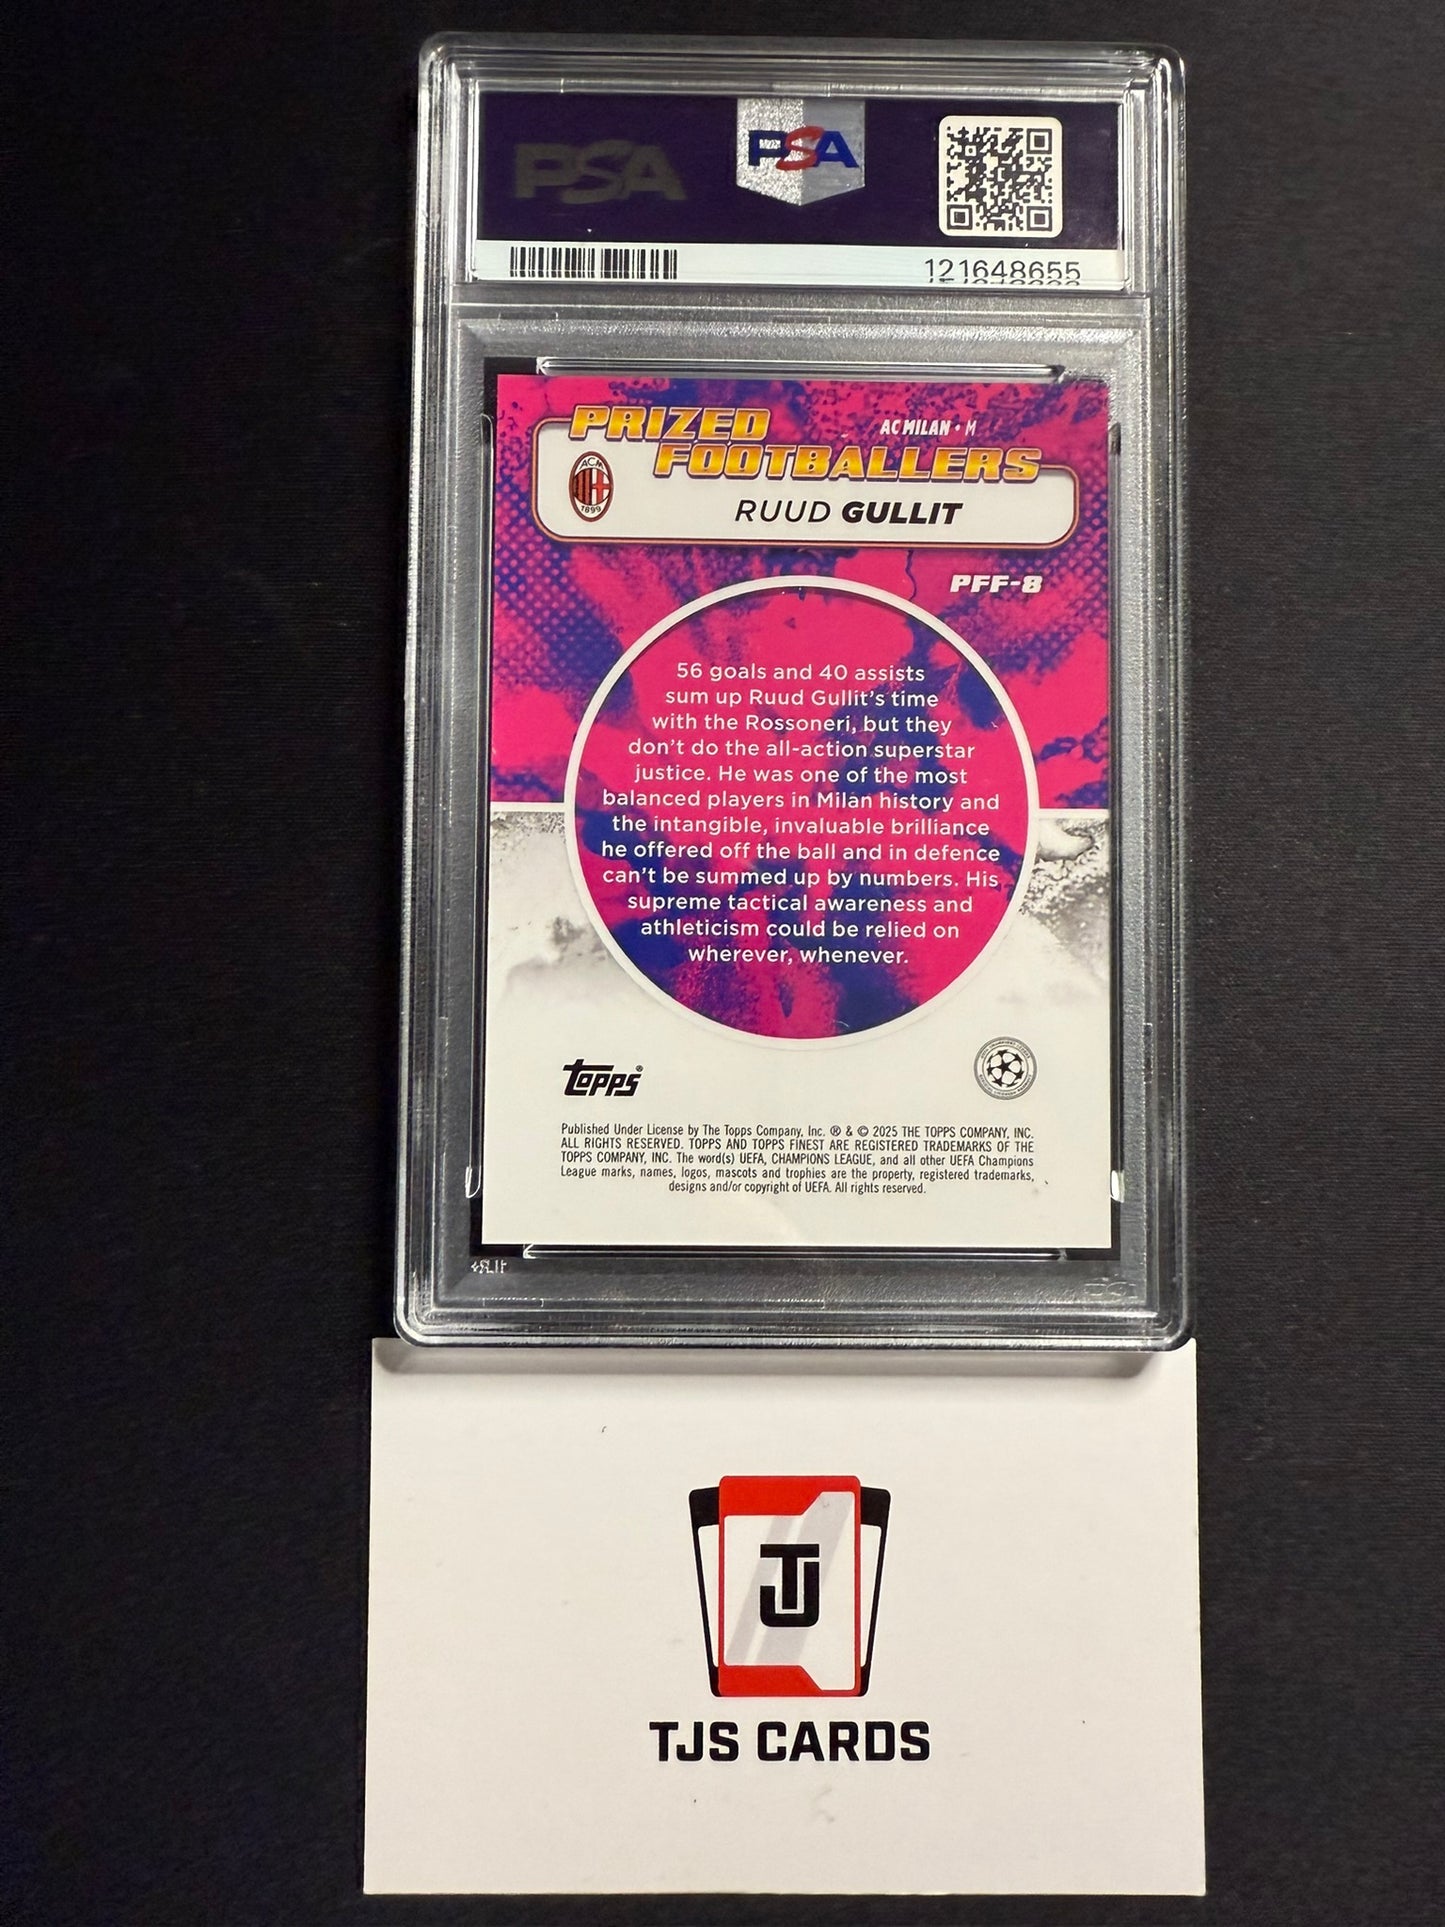 PSA
PSA
121648655
PRIZED
FOOTBALLERS
AC MILAN • M
ACM
1899
RUUD GULLIT
PFF-8
56 goals and 40 assists
sum up Ruud Gullit's time
with the Rossoneri, but they
don't do the all-action superstar
justice. He was one of the most
balanced players in Milan history and
the intangible, invaluable brilliance
he offered off the ball and in defence
can't be summed up by numbers. His
supreme tactical awareness and
athleticism could be relied on
wherever, whenever.
topps®
Published Under License by The Topps Company, Inc. ® & © 2025 THE TOPPS COMPANY, INC.
ALL RIGHTS RESERVED. TOPPS AND TOPPS FINEST ARE REGISTERED TRADEMARKS OF THE
TOPPS COMPANY, INC. The word(s) UEFA, CHAMPIONS LEAGUE, and all other UEFA Champions
League marks, names, logos, mascots and trophies are the property, registered trademarks,
designs and/or copyright of UEFA. All rights reserved.
TJ
TJS CARDS